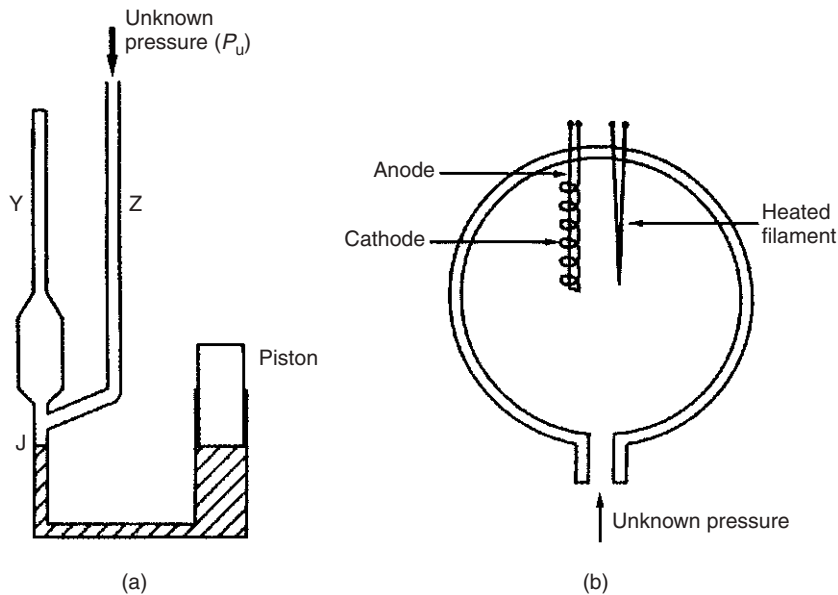 Unknown
pressure (Pu)
Y
Z
Piston
J
(a)
Anode
Cathode
Heated
filament
Unknown pressure
(b)